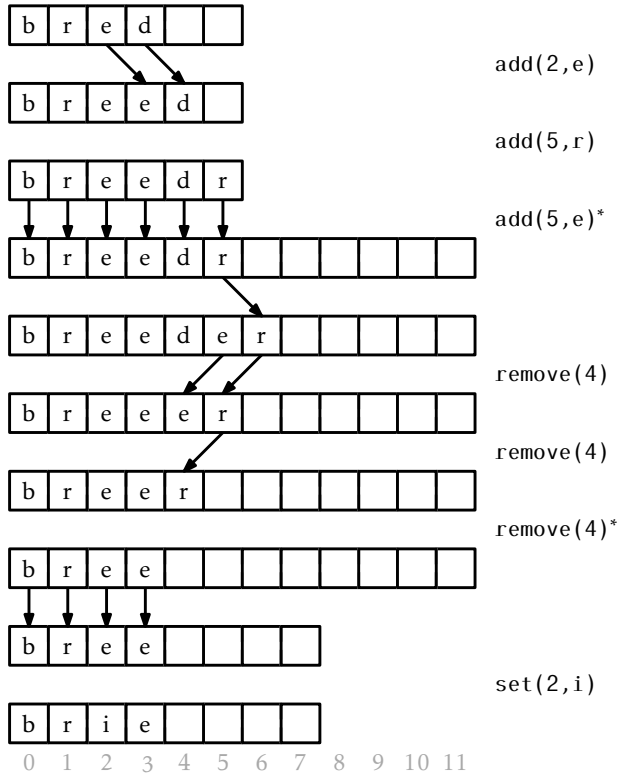 b r e d
add(2,e)
b r e e d
add(5,r)
b r e e d r
add(5,e)*
b r e e d r
b r e e d e r
remove(4)
b r e e e r
remove(4)
b r e e r
remove(4)*
b r e e
b r e e
set(2,i)
b r i e
0 1 2 3 4 5 6 7 8 9 10 11